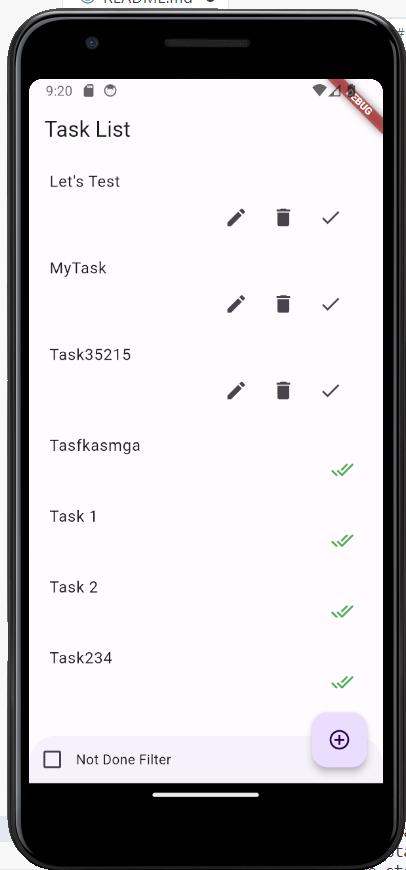 README.md
9:20
DEBUG
Task List
Let's Test
MyTask
Task35215
Tasfkasmga
Task 1
Task 2
Task234
Not Done Filter